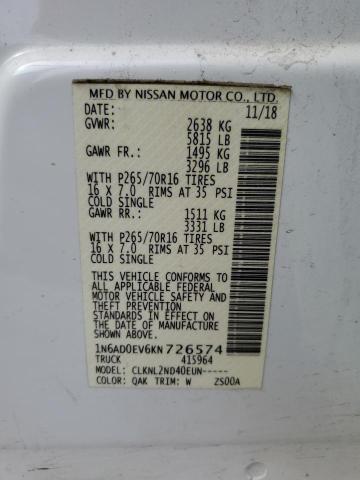 MFD BY NISSAN MOTOR CO., LTD.
DATE: 11/18
GVWR: 2638 KG
5815 LB
GAWR FR: 1495 KG
3296 LB
WITH P265/70R16 TIRES
16 X 7.0 RIMS AT 35 PSI
COLD SINGLE
GAWR RR: 1511 KG
3331 LB
WITH P265/70R16 TIRES
16 X 7.0 RIMS AT 35 PSI
COLD SINGLE
THIS VEHICLE CONFORMS TO
ALL APPLICABLE FEDERAL
MOTOR VEHICLE SAFETY
STANDARDS IN EFFECT ON
THE DATE OF MANUFACTURE
SHOWN ABOVE
1N6AD0EV6KN726574
TRUCK 415964
MODEL: CLKNL2ND40EUN-----
COLOR: QAK TRIM: W ZS00A